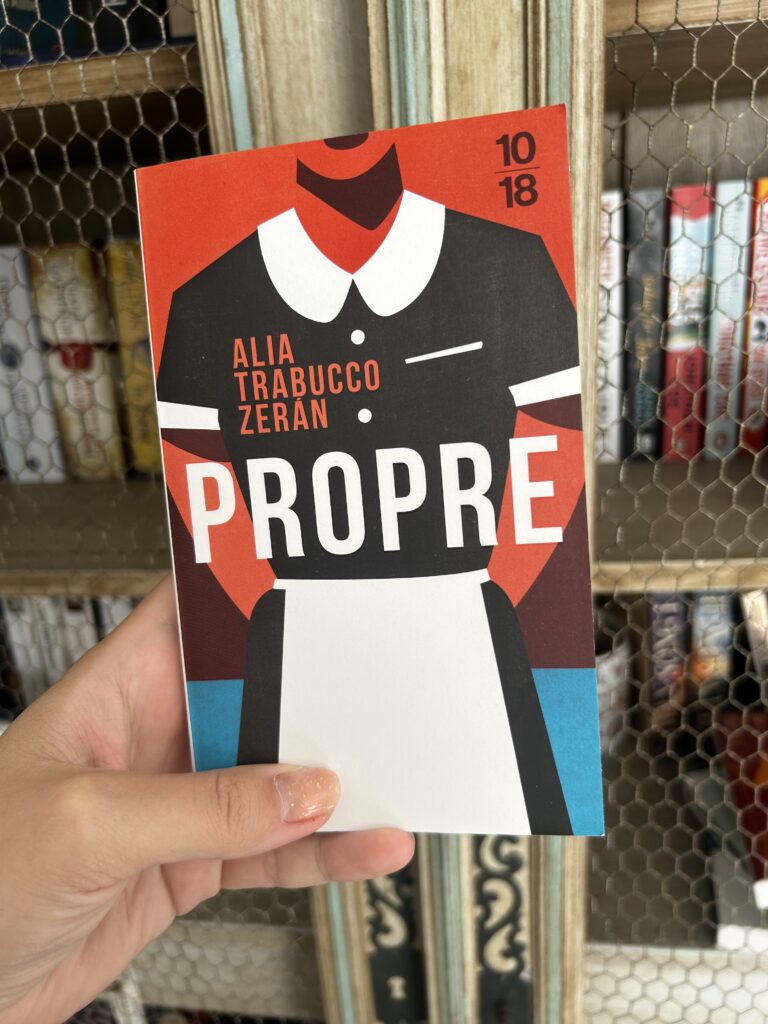 10
18
ALIA
TRABUCCO
ZERÁN
PROPRE